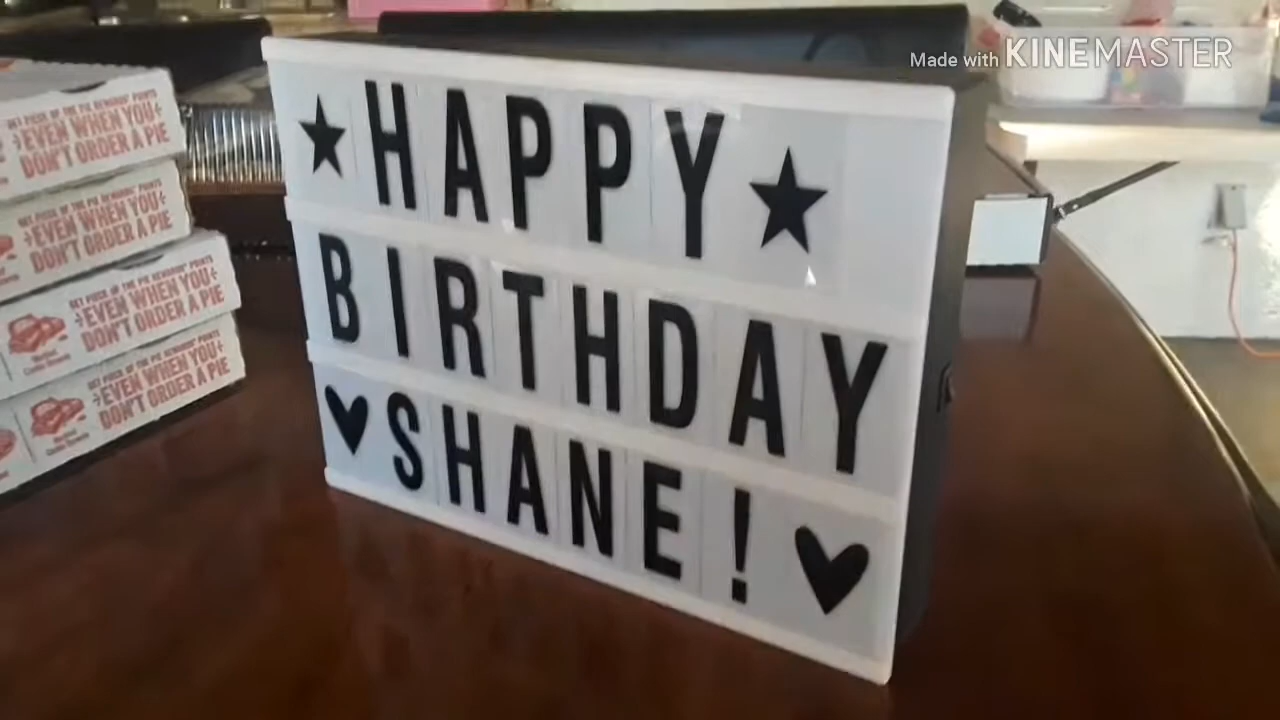 Made with KINEMASTER
★ HAPPY ★
BIRTHDAY
♥ SHANE! ♥
EVEN WHEN YOU
DON'T ORDER A PIE
EVEN WHEN YOU
DON'T ORDER A PIE
EVEN WHEN YOU
DON'T ORDER A PIE
EVEN WHEN YOU
DON'T ORDER A PIE